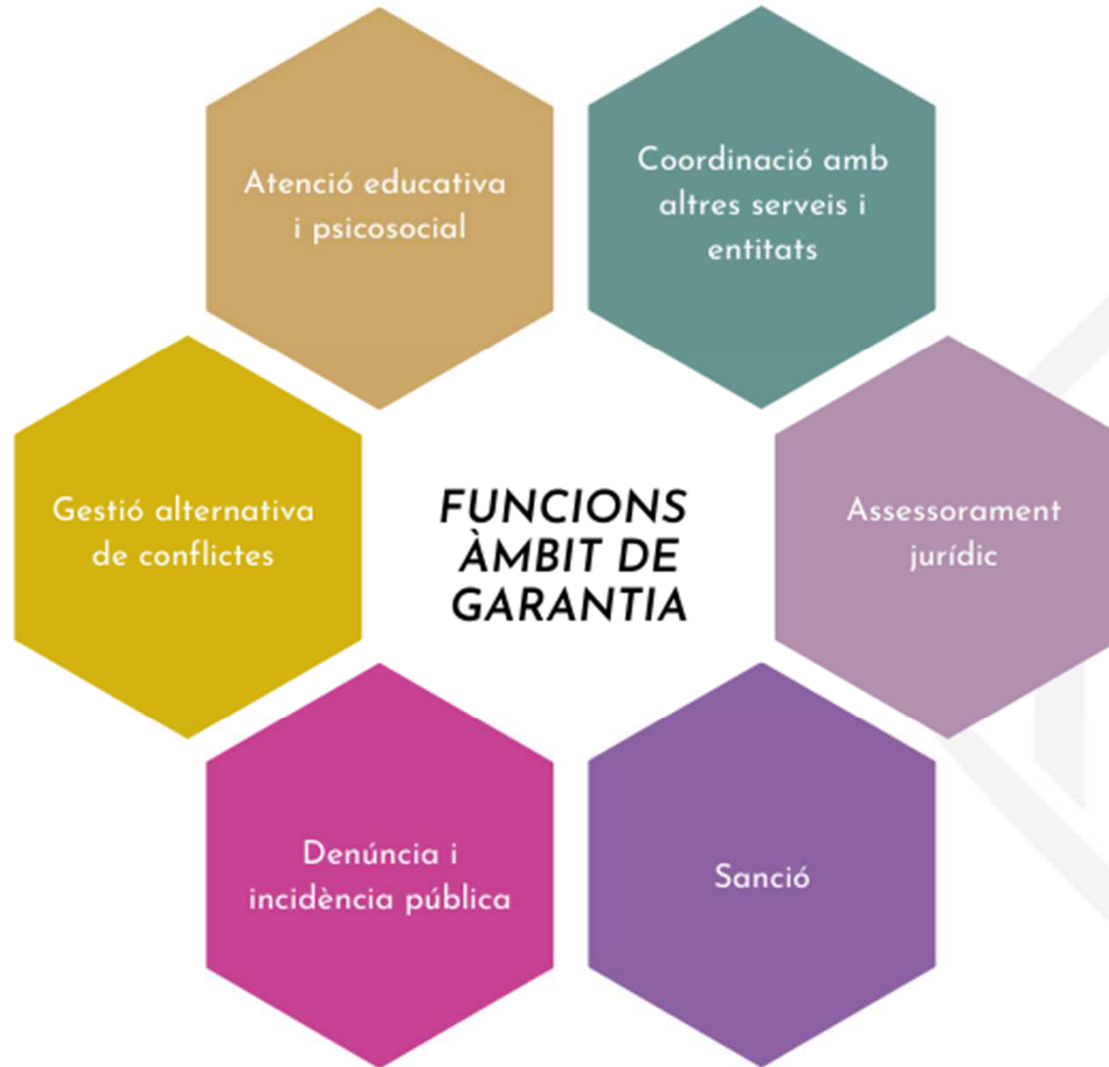 Atenció educativa
i psicosocial
Coordinació amb
altres serveis i
entitats
Gestió alternativa
de conflictes
FUNCIONS
ÀMBIT DE
GARANTIA
Assessorament
jurídic
Denúncia i
incidència pública
Sanció